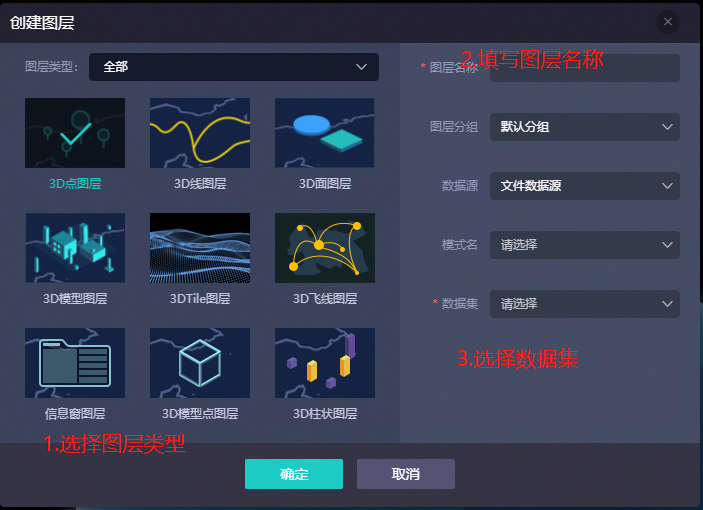 创建图层
图层类型：
全部
3D点图层
3D线图层
3D面图层
3D模型图层
3DTile图层
3D飞线图层
信息窗图层
3D模型点图层
3D柱状图层
1.选择图层类型
2.填写图层名称
* 图层名称
图层分组
默认分组
数据源
文件数据源
模式名
请选择
* 数据集
请选择
3.选择数据集
确定
取消